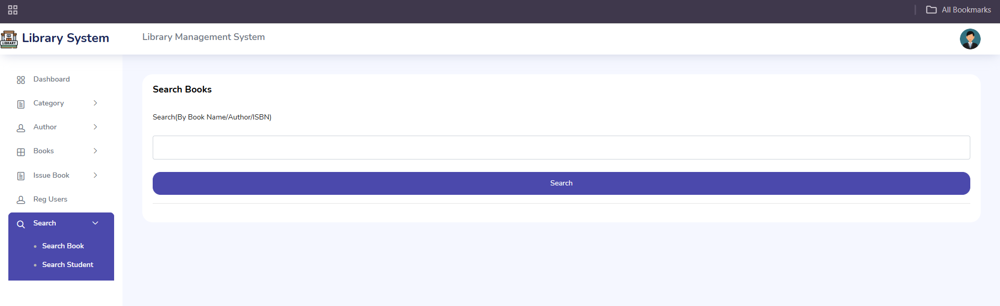 All Bookmarks
LIBRARY
Library System
Library Management System
Dashboard
Category
Author
Books
Issue Book
Reg Users
Search
Search Book
Search Student
Search Books
Search(By Book Name/Author/ISBN)
Search